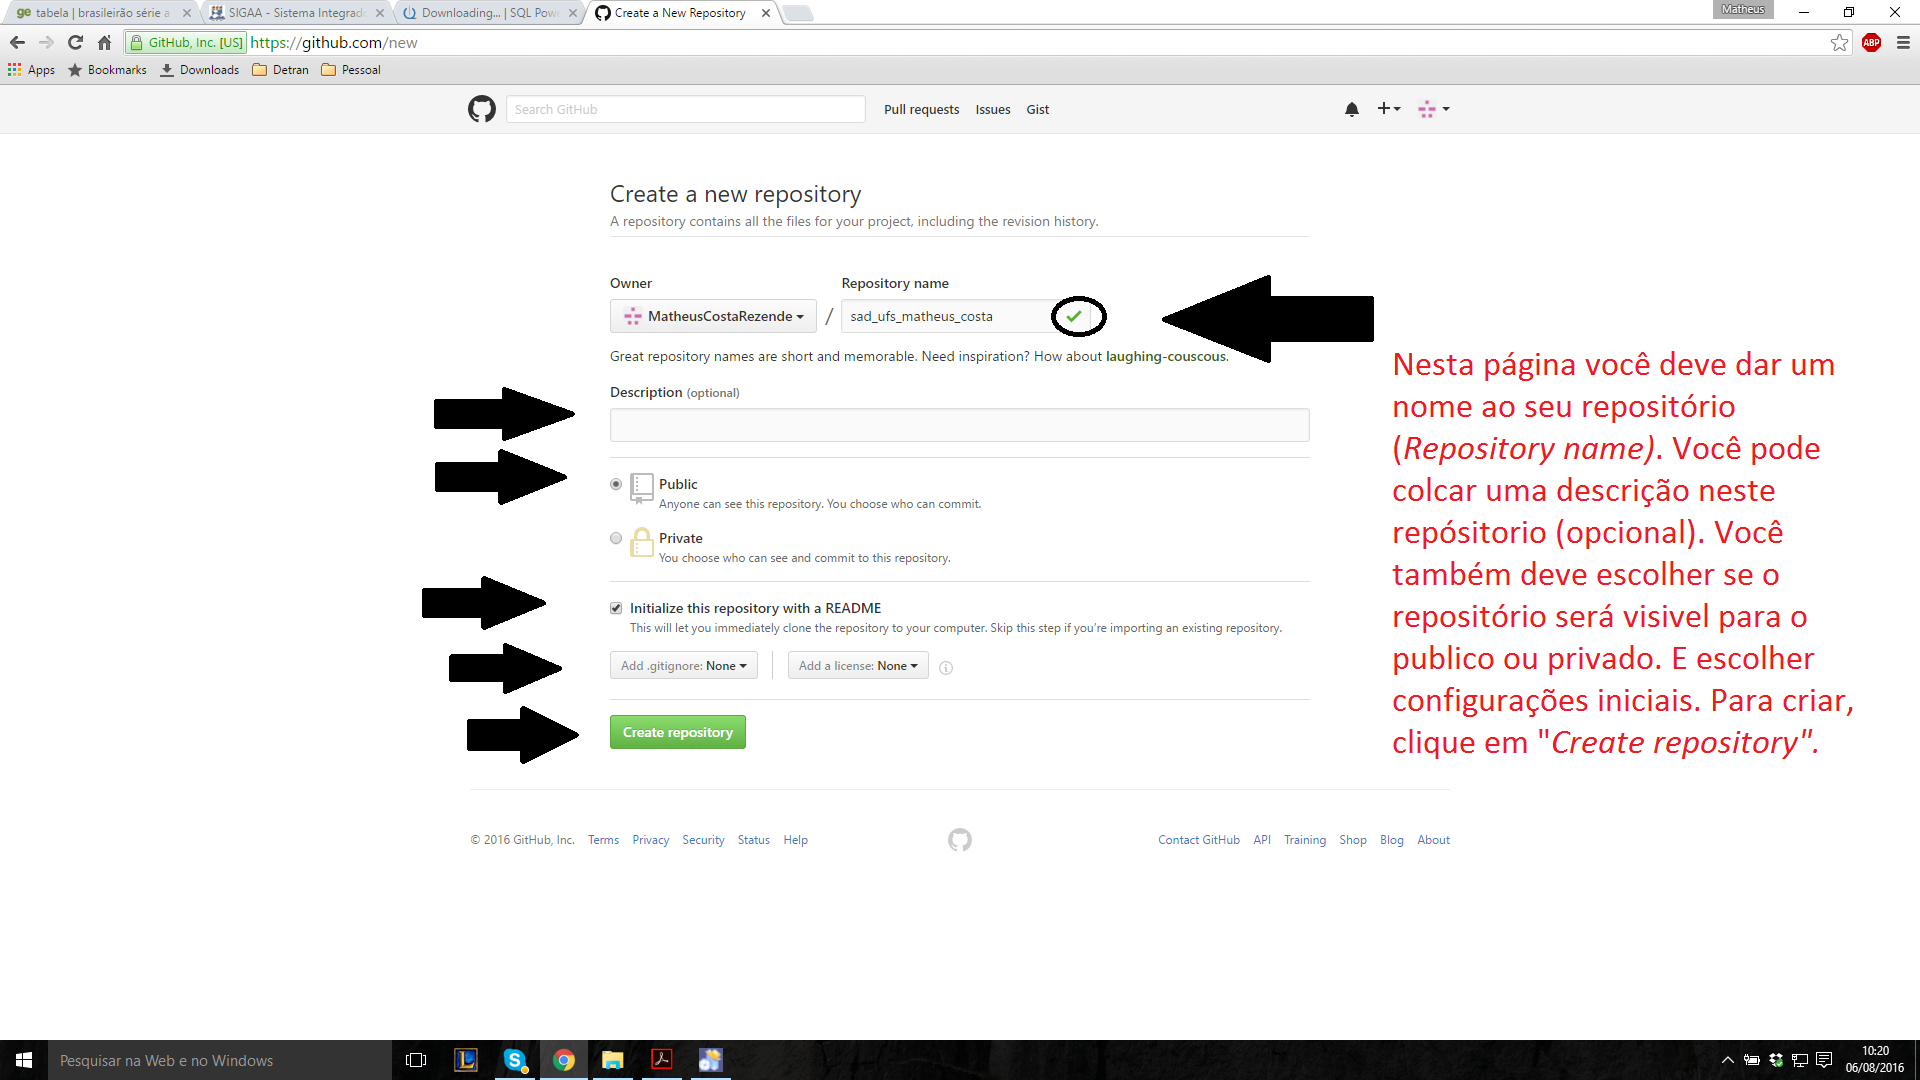 tabela | brasileirão série a
SIGAA - Sistema Integrado
Downloading... | SQL Pow
Create a New Repository
Matheus
GitHub, Inc. [US] https://github.com/new
ABP
Apps Bookmarks Downloads Detran Pessoal
Search GitHub
Pull requests Issues Gist
Create a new repository
A repository contains all the files for your project, including the revision history.
Owner Repository name
MatheusCostaRezende / sad_ufs_matheus_costa
Great repository names are short and memorable. Need inspiration? How about laughing-couscous.
Description (optional)
Public
Anyone can see this repository. You choose who can commit.
Private
You choose who can see and commit to this repository.
Initialize this repository with a README
This will let you immediately clone the repository to your computer. Skip this step if you're importing an existing repository.
Add .gitignore: None Add a license: None
Create repository
Nesta página você deve dar um
nome ao seu repositório
(Repository name). Você pode
colcar uma descrição neste
repósitorio (opcional). Você
também deve escolher se o
repositório será visivel para o
publico ou privado. E escolher
configurações iniciais. Para criar,
clique em "Create repository".
© 2016 GitHub, Inc. Terms Privacy Security Status Help
Contact GitHub API Training Shop Blog About
Pesquisar na Web e no Windows
10:20
06/08/2016